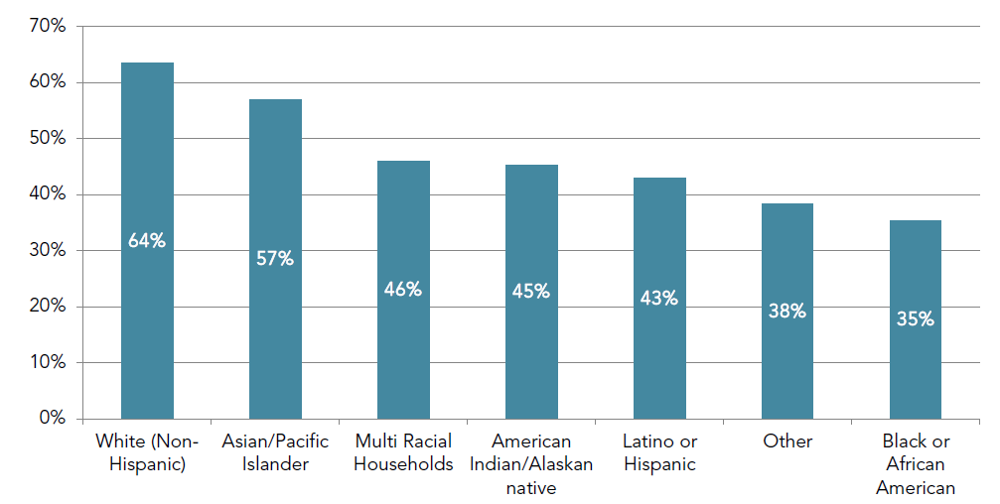 70%
60%
50%
40%
30%
20%
10%
0%
64%
57%
46%
45%
43%
38%
35%
White (Non-
Hispanic)
Asian/Pacific
Islander
Multi Racial
Households
American
Indian/Alaskan
native
Latino or
Hispanic
Other
Black or
African
American